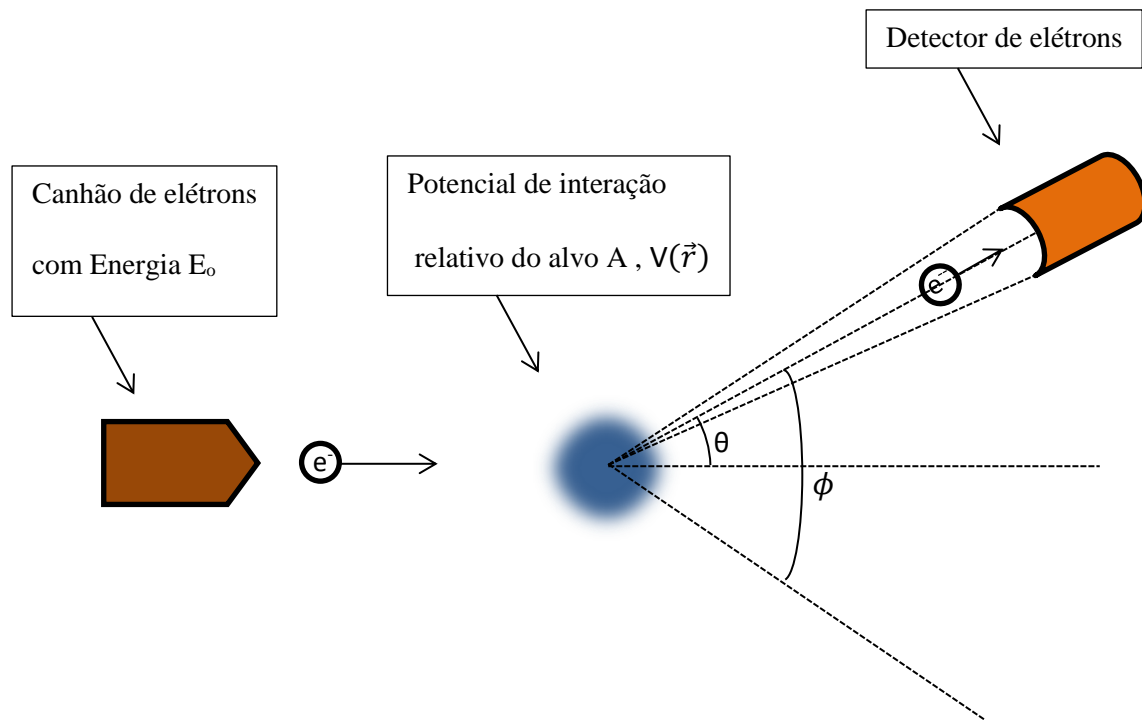 Detector de elétrons
Canhão de elétrons
com Energia Eₒ
Potencial de interação
relativo do alvo A , V(r⃗)
e
e⁻
θ
ϕ